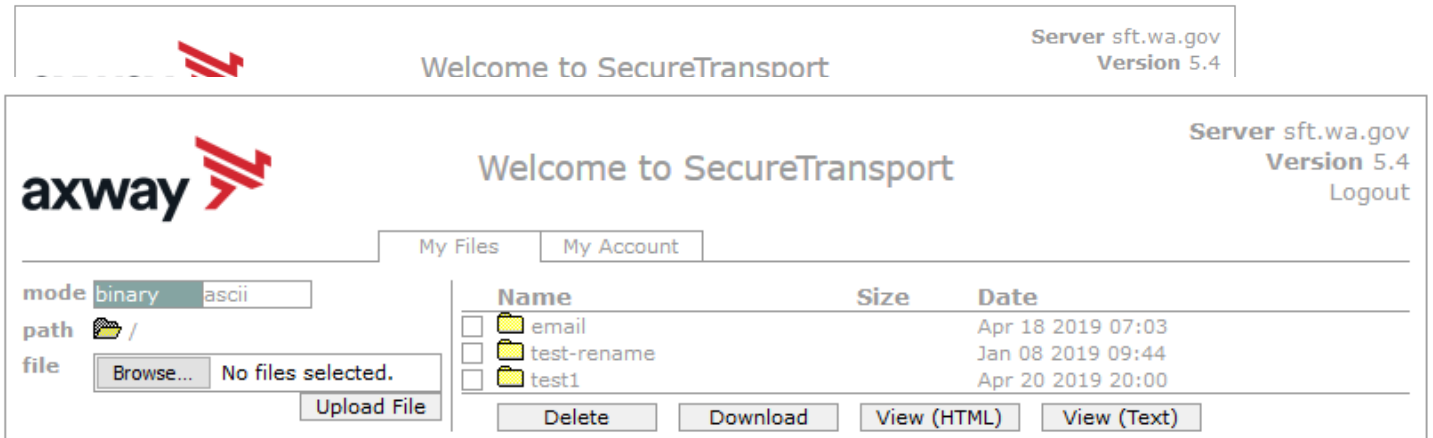 Server sft.wa.gov
Welcome to SecureTransport
Version 5.4
Server sft.wa.gov
axway
Welcome to SecureTransport
Version 5.4
Logout
My Files
My Account
mode binary ascii
path /
file Browse... No files selected.
Upload File
Name Size Date
email Apr 18 2019 07:03
test-rename Jan 08 2019 09:44
test1 Apr 20 2019 20:00
Delete Download View (HTML) View (Text)